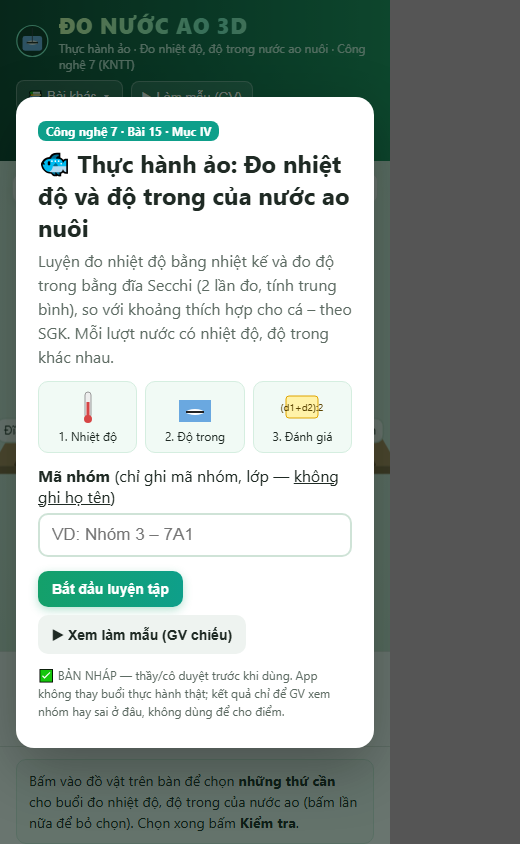 ĐO NƯỚC AO 3D
Thực hành ảo · Đo nhiệt độ, độ trong nước ao nuôi · Công
nghệ 7 (KNTT)
Bài khác
▶ Làm mẫu (GV)
Công nghệ 7 · Bài 15 · Mục IV
Thực hành ảo: Đo nhiệt
độ và độ trong của nước ao
nuôi
Luyện đo nhiệt độ bằng nhiệt kế và đo độ
trong bằng đĩa Secchi (2 lần đo, tính trung
bình), so với khoảng thích hợp cho cá – theo
SGK. Mỗi lượt nước có nhiệt độ, độ trong
khác nhau.
(d1+d2):2
1. Nhiệt độ
2. Độ trong
3. Đánh giá
Mã nhóm (chỉ ghi mã nhóm, lớp — không
ghi họ tên)
VD: Nhóm 3 – 7A1
Bắt đầu luyện tập
▶ Xem làm mẫu (GV chiếu)
✅ BẢN NHÁP — thầy/cô duyệt trước khi dùng. App
không thay buổi thực hành thật; kết quả chỉ để GV xem
nhóm hay sai ở đâu, không dùng để cho điểm.
Bấm vào đồ vật trên bàn để chọn những thứ cần
cho buổi đo nhiệt độ, độ trong của nước ao (bấm lần
nữa để bỏ chọn). Chọn xong bấm Kiểm tra.